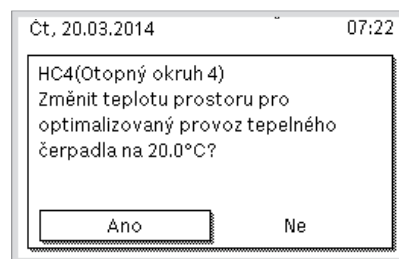 Čt, 20.03.2014 07:22
HC4(Otopný okruh 4)
Změnit teplotu prostoru pro
optimalizovaný provoz tepelného
čerpadla na 20.0°C?
Ano Ne